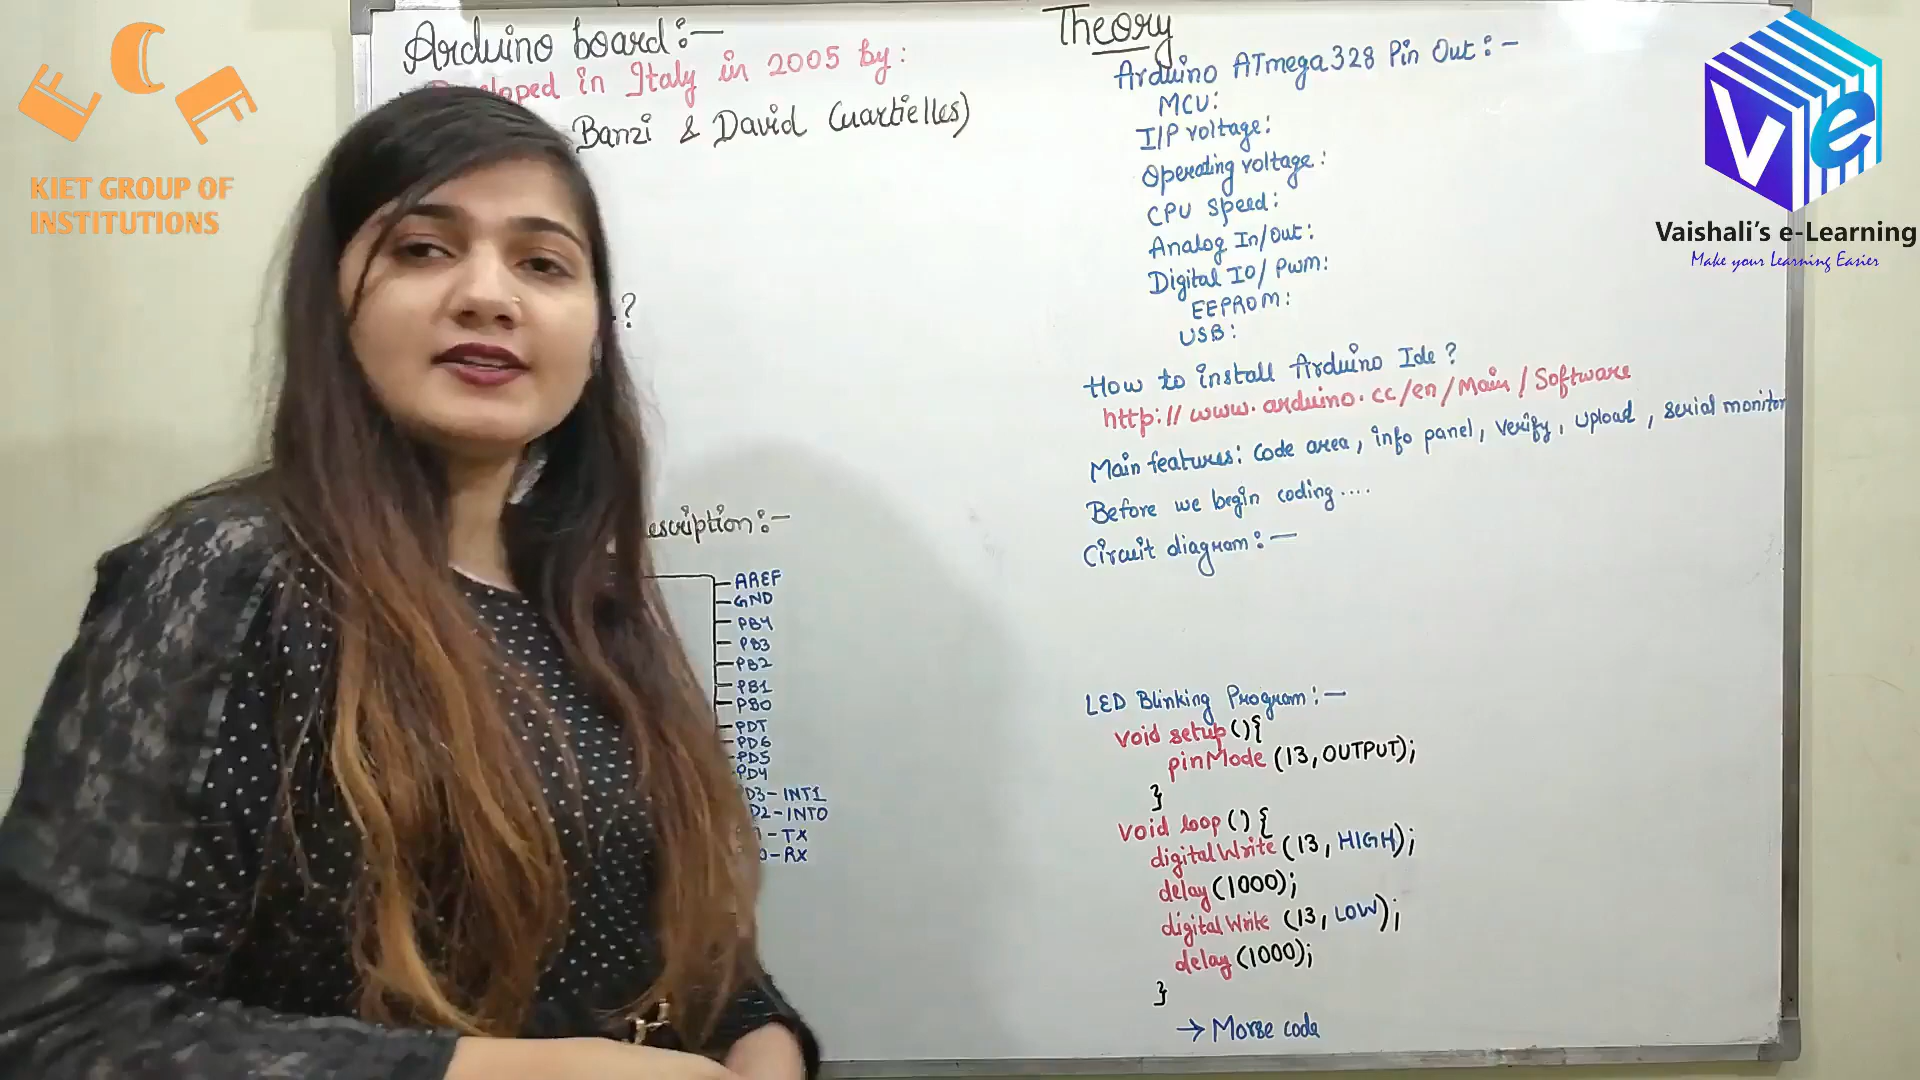 ECE
KIET GROUP OF
INSTITUTIONS
Arduino board:-
Developed in Italy in 2005 by:
Banzi & David Cuartielles)
?
escription:-
AREF
GND
PB4
PB3
PB2
PB1
PB0
PD7
PD6
PD5
PD4
D3-INT1
D2-INT0
-TX
0-RX
Theory
Arduino ATmega328 Pin Out:-
MCU:
I/P voltage:
Operating voltage:
CPU Speed:
Analog In/Out:
Digital IO/PWM:
EEPROM:
USB:
How to install Arduino Ide?
http://www.arduino.cc/en/Main/Software
Main features: Code area, info panel, Verify, Upload, serial monitor
Before we begin coding....
Circuit diagram:-
LED Blinking Program:-
void setup(){
pinMode (13,OUTPUT);
}
void loop(){
digitalWrite (13, HIGH);
delay(1000);
digitalWrite (13, LOW);
delay(1000);
}
→ Morse code
Ve
Vaishali's e-Learning
Make your Learning Easier